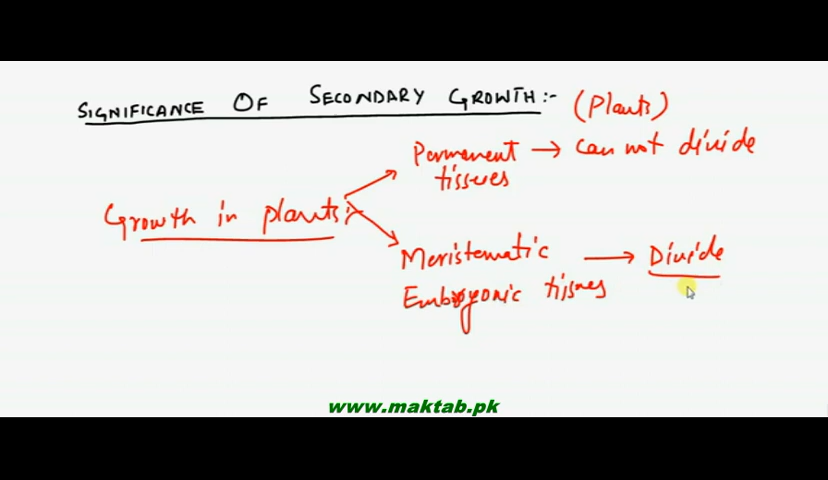 SIGNIFICANCE OF SECONDARY GROWTH:- (Plants)
Permanent → can not divide
tissues
Growth in plants:-
Meristematic → Divide
Embryonic tissues
www.maktab.pk